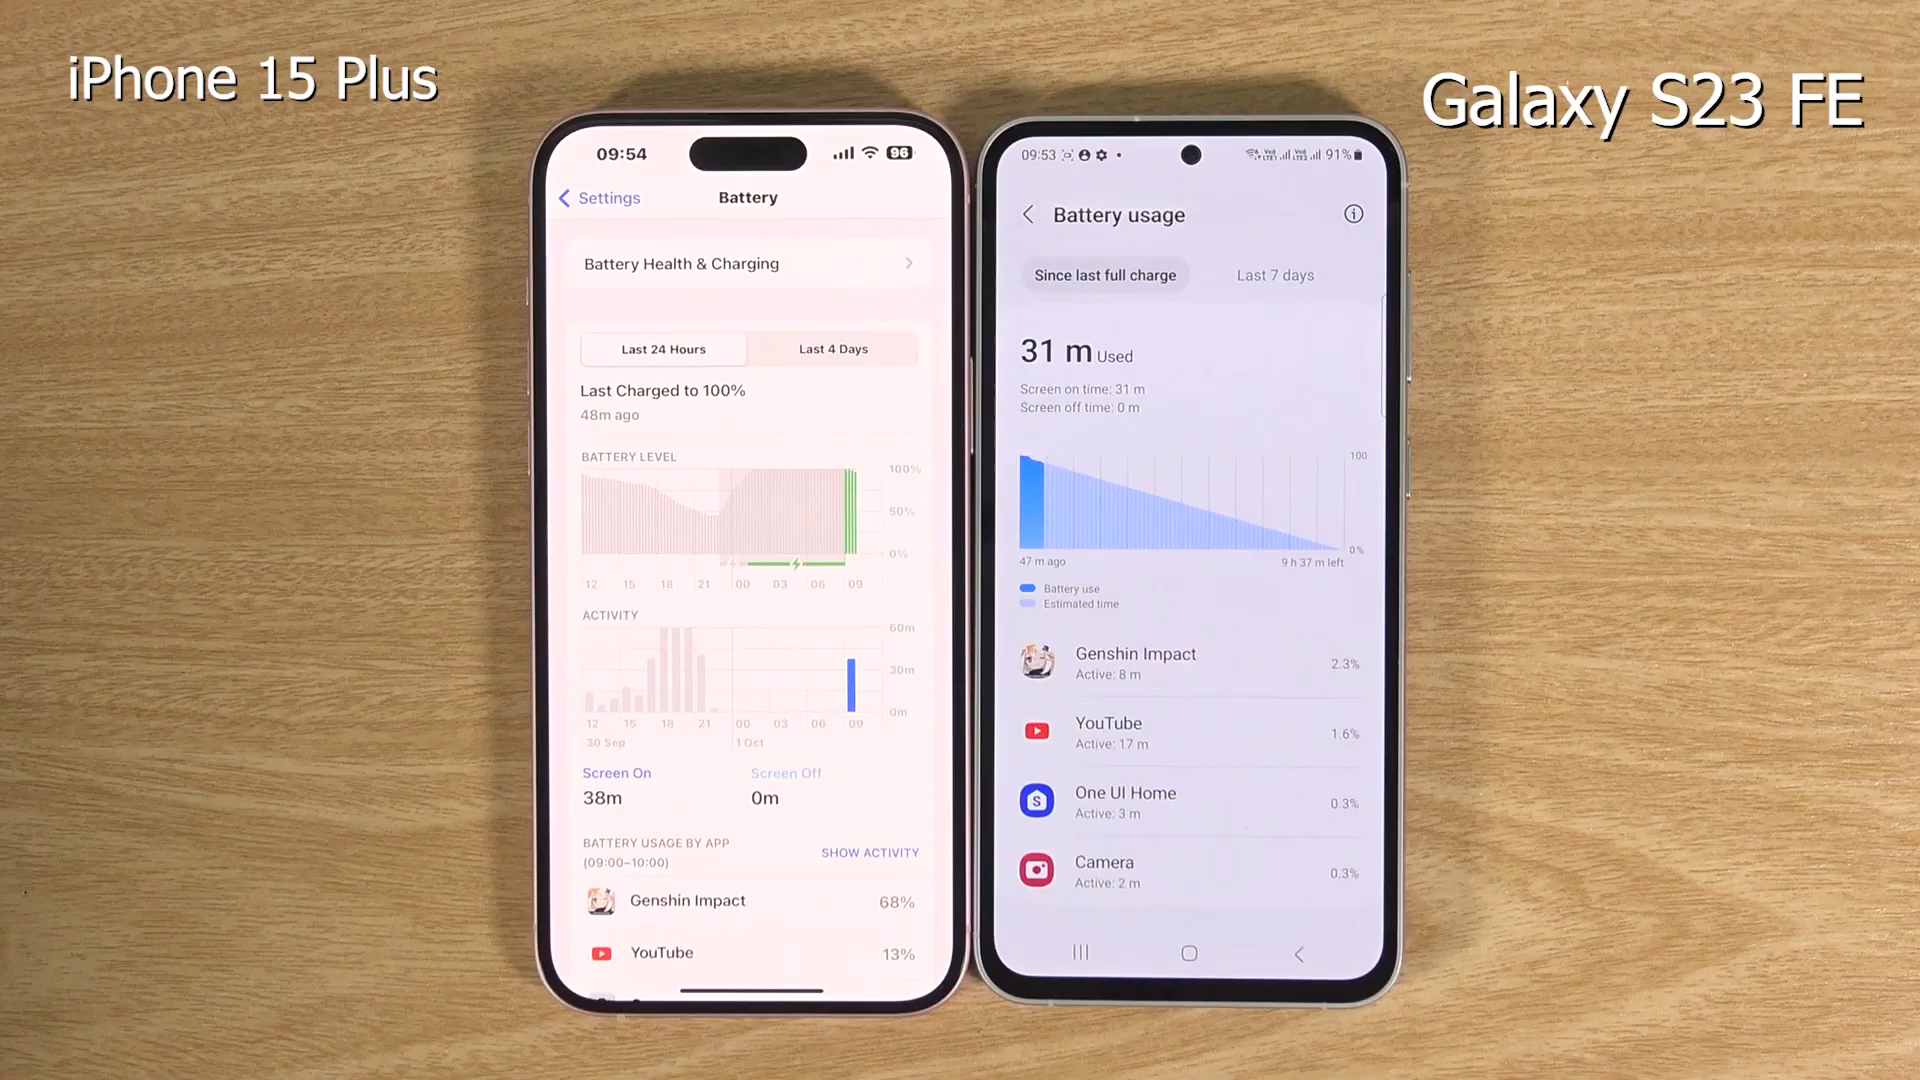 iPhone 15 Plus
Galaxy S23 FE
09:54
96
Settings
Battery
Battery Health & Charging
Last 24 Hours
Last 4 Days
Last Charged to 100%
48m ago
BATTERY LEVEL
100%
50%
0%
12 15 18 21 00 03 06 09
ACTIVITY
60m
30m
0m
12 15 18 21 00 03 06 09
30 Sep
1 Oct
Screen On
Screen Off
38m
0m
BATTERY USAGE BY APP
SHOW ACTIVITY
(09:00–10:00)
Genshin Impact
68%
YouTube
13%
09:53
91%
Battery usage
Since last full charge
Last 7 days
31 m Used
Screen on time: 31 m
Screen off time: 0 m
100
0%
47 m ago
9 h 37 m left
Battery use
Estimated time
Genshin Impact
Active: 8 m
2.3%
YouTube
Active: 17 m
1.6%
One UI Home
Active: 3 m
0.3%
Camera
Active: 2 m
0.3%